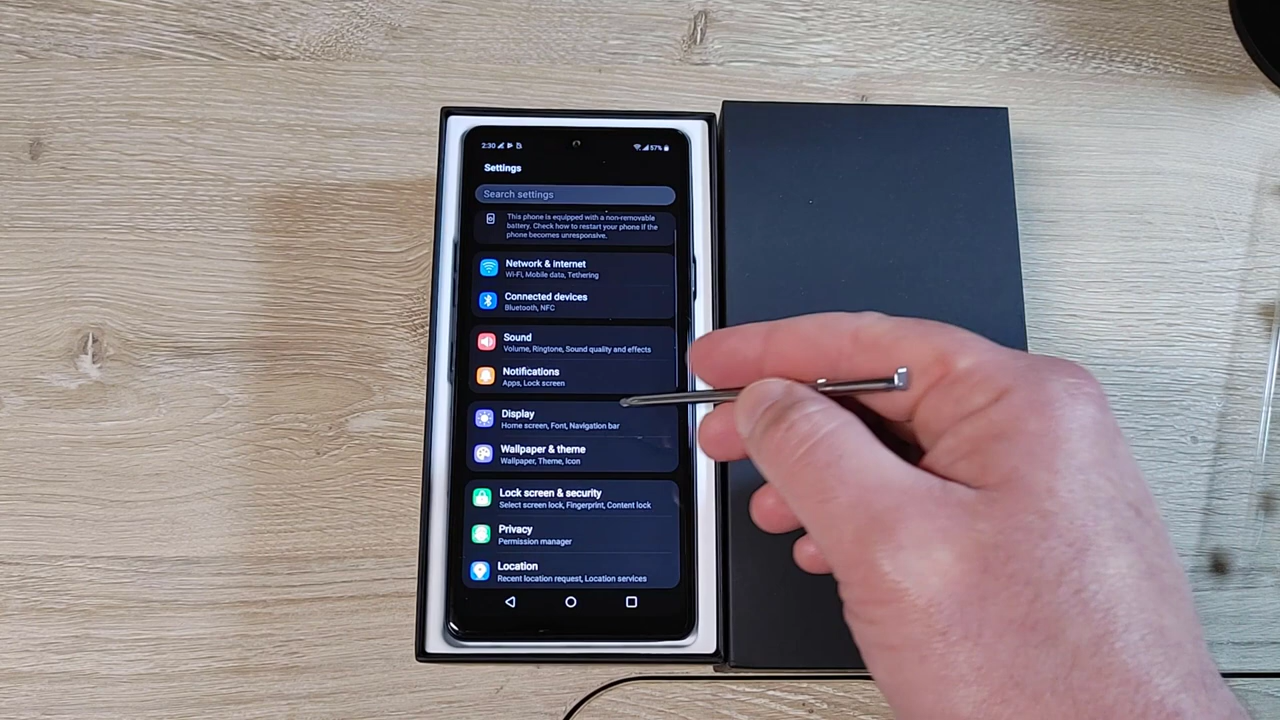 2:30
57%
Settings
Search settings
This phone is equipped with a non-removable
battery. Check how to restart your phone if the
phone becomes unresponsive.
Network & internet
Wi-Fi, Mobile data, Tethering
Connected devices
Bluetooth, NFC
Sound
Volume, Ringtone, Sound quality and effects
Notifications
Apps, Lock screen
Display
Home screen, Font, Navigation bar
Wallpaper & theme
Wallpaper, Theme, Icon
Lock screen & security
Select screen lock, Fingerprint, Content lock
Privacy
Permission manager
Location
Recent location request, Location services